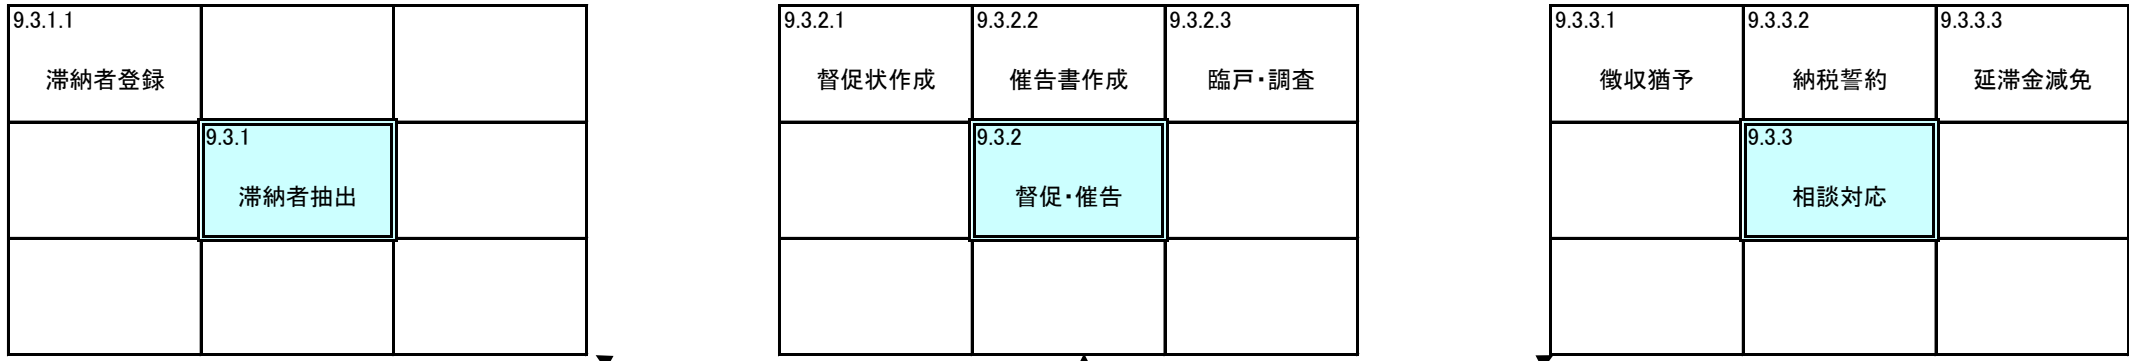 9.3.1.1
滞納者登録
9.3.1
滞納者抽出
9.3.2.1
督促状作成
9.3.2.2
催告書作成
9.3.2.3
臨戸・調査
9.3.2
督促・催告
9.3.3.1
徴収猶予
9.3.3.2
納税誓約
9.3.3.3
延滞金減免
9.3.3
相談対応